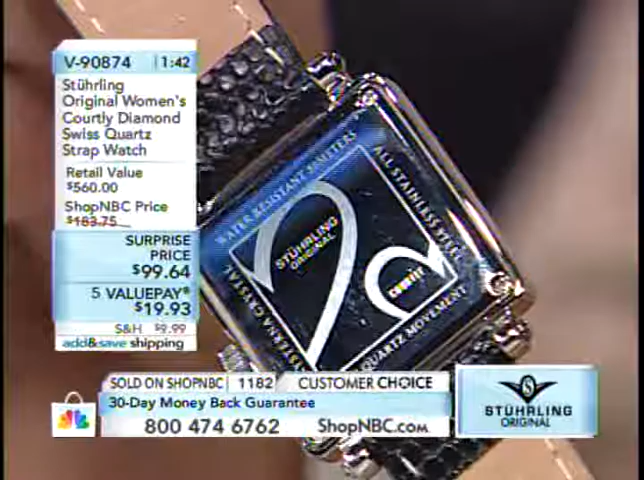 V-90874 1:42
Stührling
Original Women's
Courtly Diamond
Swiss Quartz
Strap Watch
Retail Value
$560.00
ShopNBC Price
$183.75
SURPRISE
PRICE
$99.64
5 VALUEPAY®
$19.93
S&H $9.99
add&save shipping
WATER RESISTANT 5 METERS
ALL STAINLESS STEEL
STÜHRLING
ORIGINAL
QUARTZ MOVEMENT
CRYSTAL
SOLD ON SHOPNBC 1182 CUSTOMER CHOICE
30-Day Money Back Guarantee
800 474 6762 ShopNBC.com
S
STÜHRLING
ORIGINAL